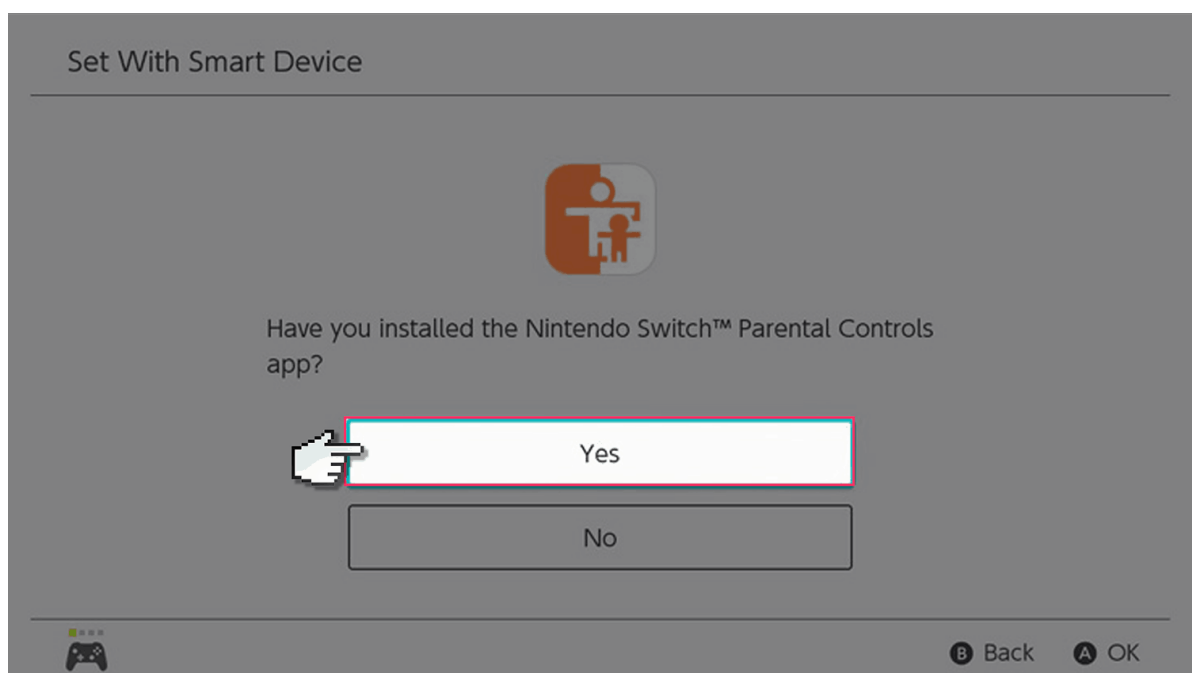 Set With Smart Device
Have you installed the Nintendo Switch™ Parental Controls
app?
Yes
No
B Back A OK